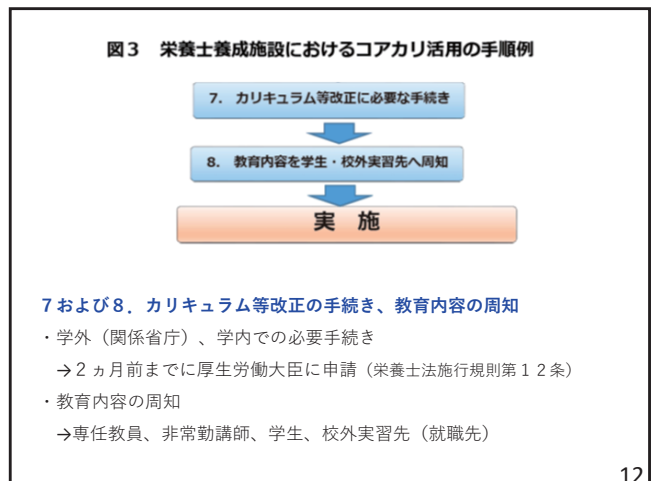 図３　栄養士養成施設におけるコアカリ活用の手順例
7.　カリキュラム等改正に必要な手続き
8.　教育内容を学生・校外実習先へ周知
実　施
７および８．カリキュラム等改正の手続き、教育内容の周知
・学外（関係省庁）、学内での必要手続き
→２ヵ月前までに厚生労働大臣に申請（栄養士法施行規則第１２条）
・教育内容の周知
→専任教員、非常勤講師、学生、校外実習先（就職先）
12